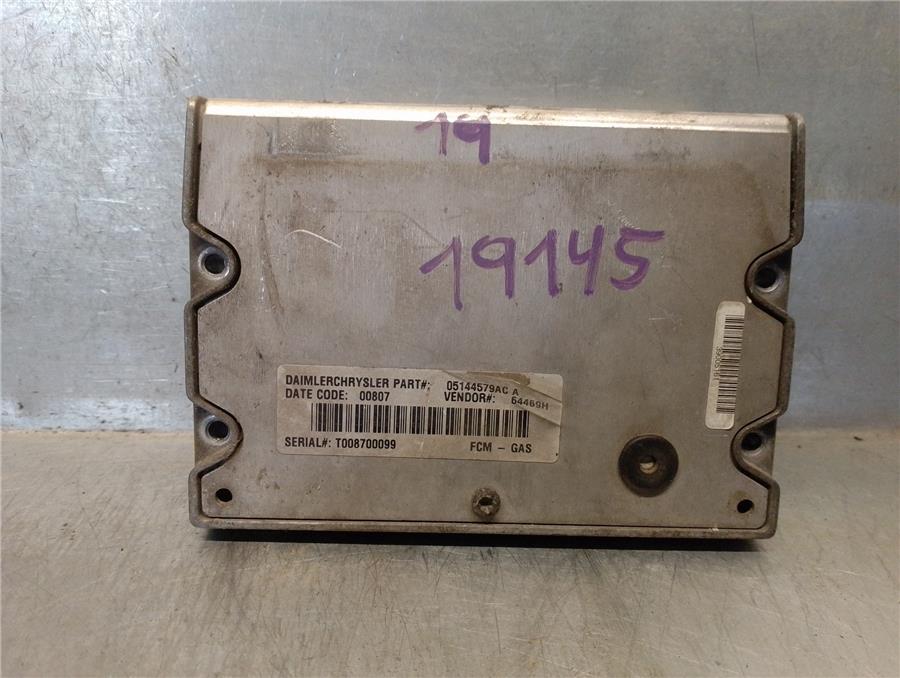 19
19145
DAIMLERCHRYSLER PART#: 05144579AC A
DATE CODE: 00807 VENDOR#: 64469H
SERIAL#: T008700099 FCM - GAS